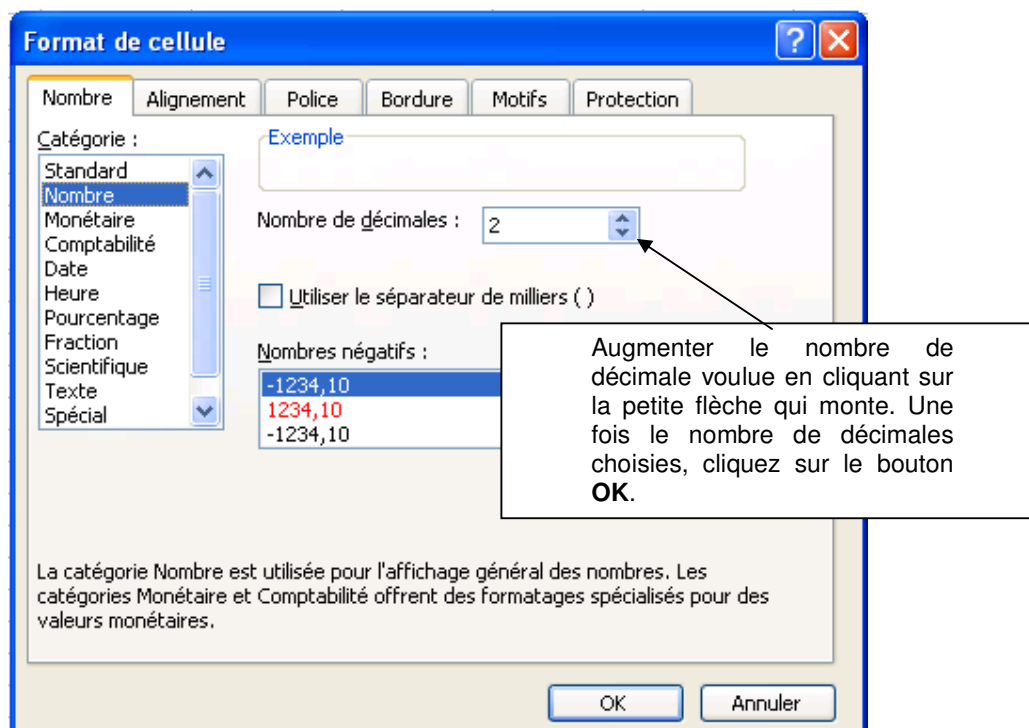 Format de cellule
Nombre Alignement Police Bordure Motifs Protection
Catégorie :
Standard
Nombre
Monétaire
Comptabilité
Date
Heure
Pourcentage
Fraction
Scientifique
Texte
Spécial
Exemple
Nombre de décimales : 2
Utiliser le séparateur de milliers ( )
Nombres négatifs :
-1234,10
1234,10
-1234,10
Augmenter le nombre de
décimale voulue en cliquant sur
la petite flèche qui monte. Une
fois le nombre de décimales
choisies, cliquez sur le bouton
OK.
La catégorie Nombre est utilisée pour l'affichage général des nombres. Les
catégories Monétaire et Comptabilité offrent des formatages spécialisés pour des
valeurs monétaires.
OK Annuler